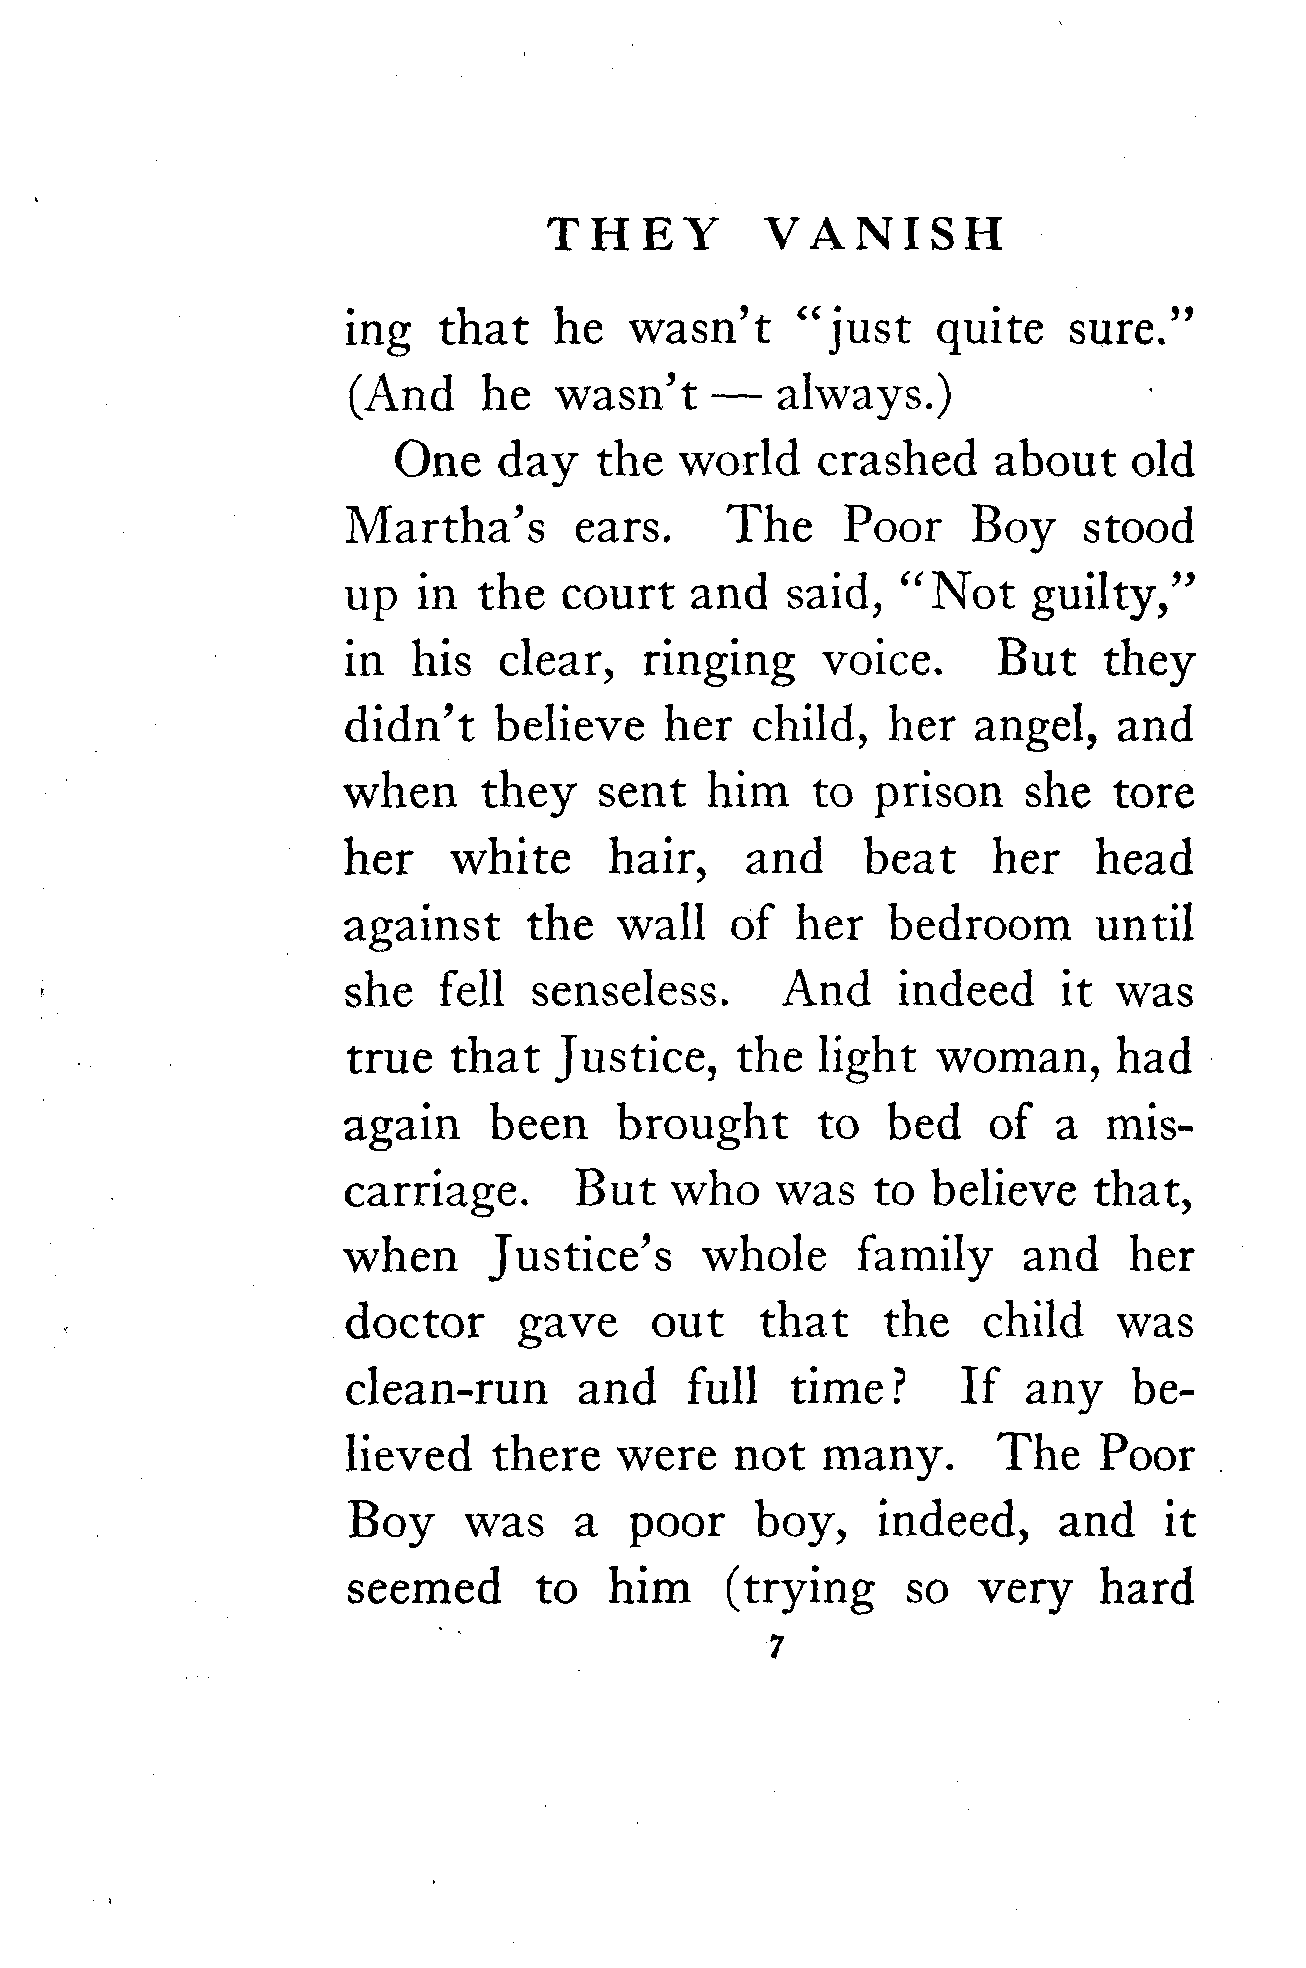 THEY VANISH
ing that he wasn't "just quite sure."
(And he wasn't — always.)
One day the world crashed about old
Martha's ears. The Poor Boy stood
up in the court and said, "Not guilty,"
in his clear, ringing voice. But they
didn't believe her child, her angel, and
when they sent him to prison she tore
her white hair, and beat her head
against the wall of her bedroom until
she fell senseless. And indeed it was
true that Justice, the light woman, had
again been brought to bed of a mis-
carriage. But who was to believe that,
when Justice's whole family and her
doctor gave out that the child was
clean-run and full time? If any be-
lieved there were not many. The Poor
Boy was a poor boy, indeed, and it
seemed to him (trying so very hard
7